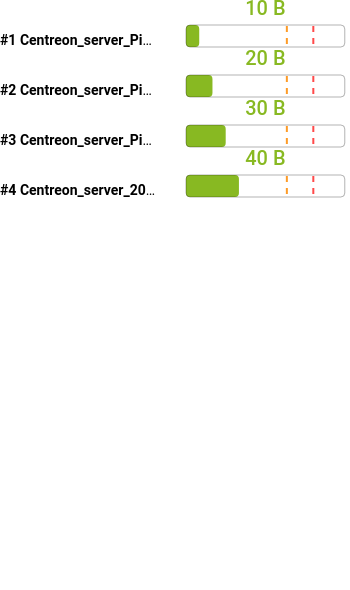 10 B
#1 Centreon_server_Pi...
20 B
#2 Centreon_server_Pi...
30 B
#3 Centreon_server_Pi...
40 B
#4 Centreon_server_20...